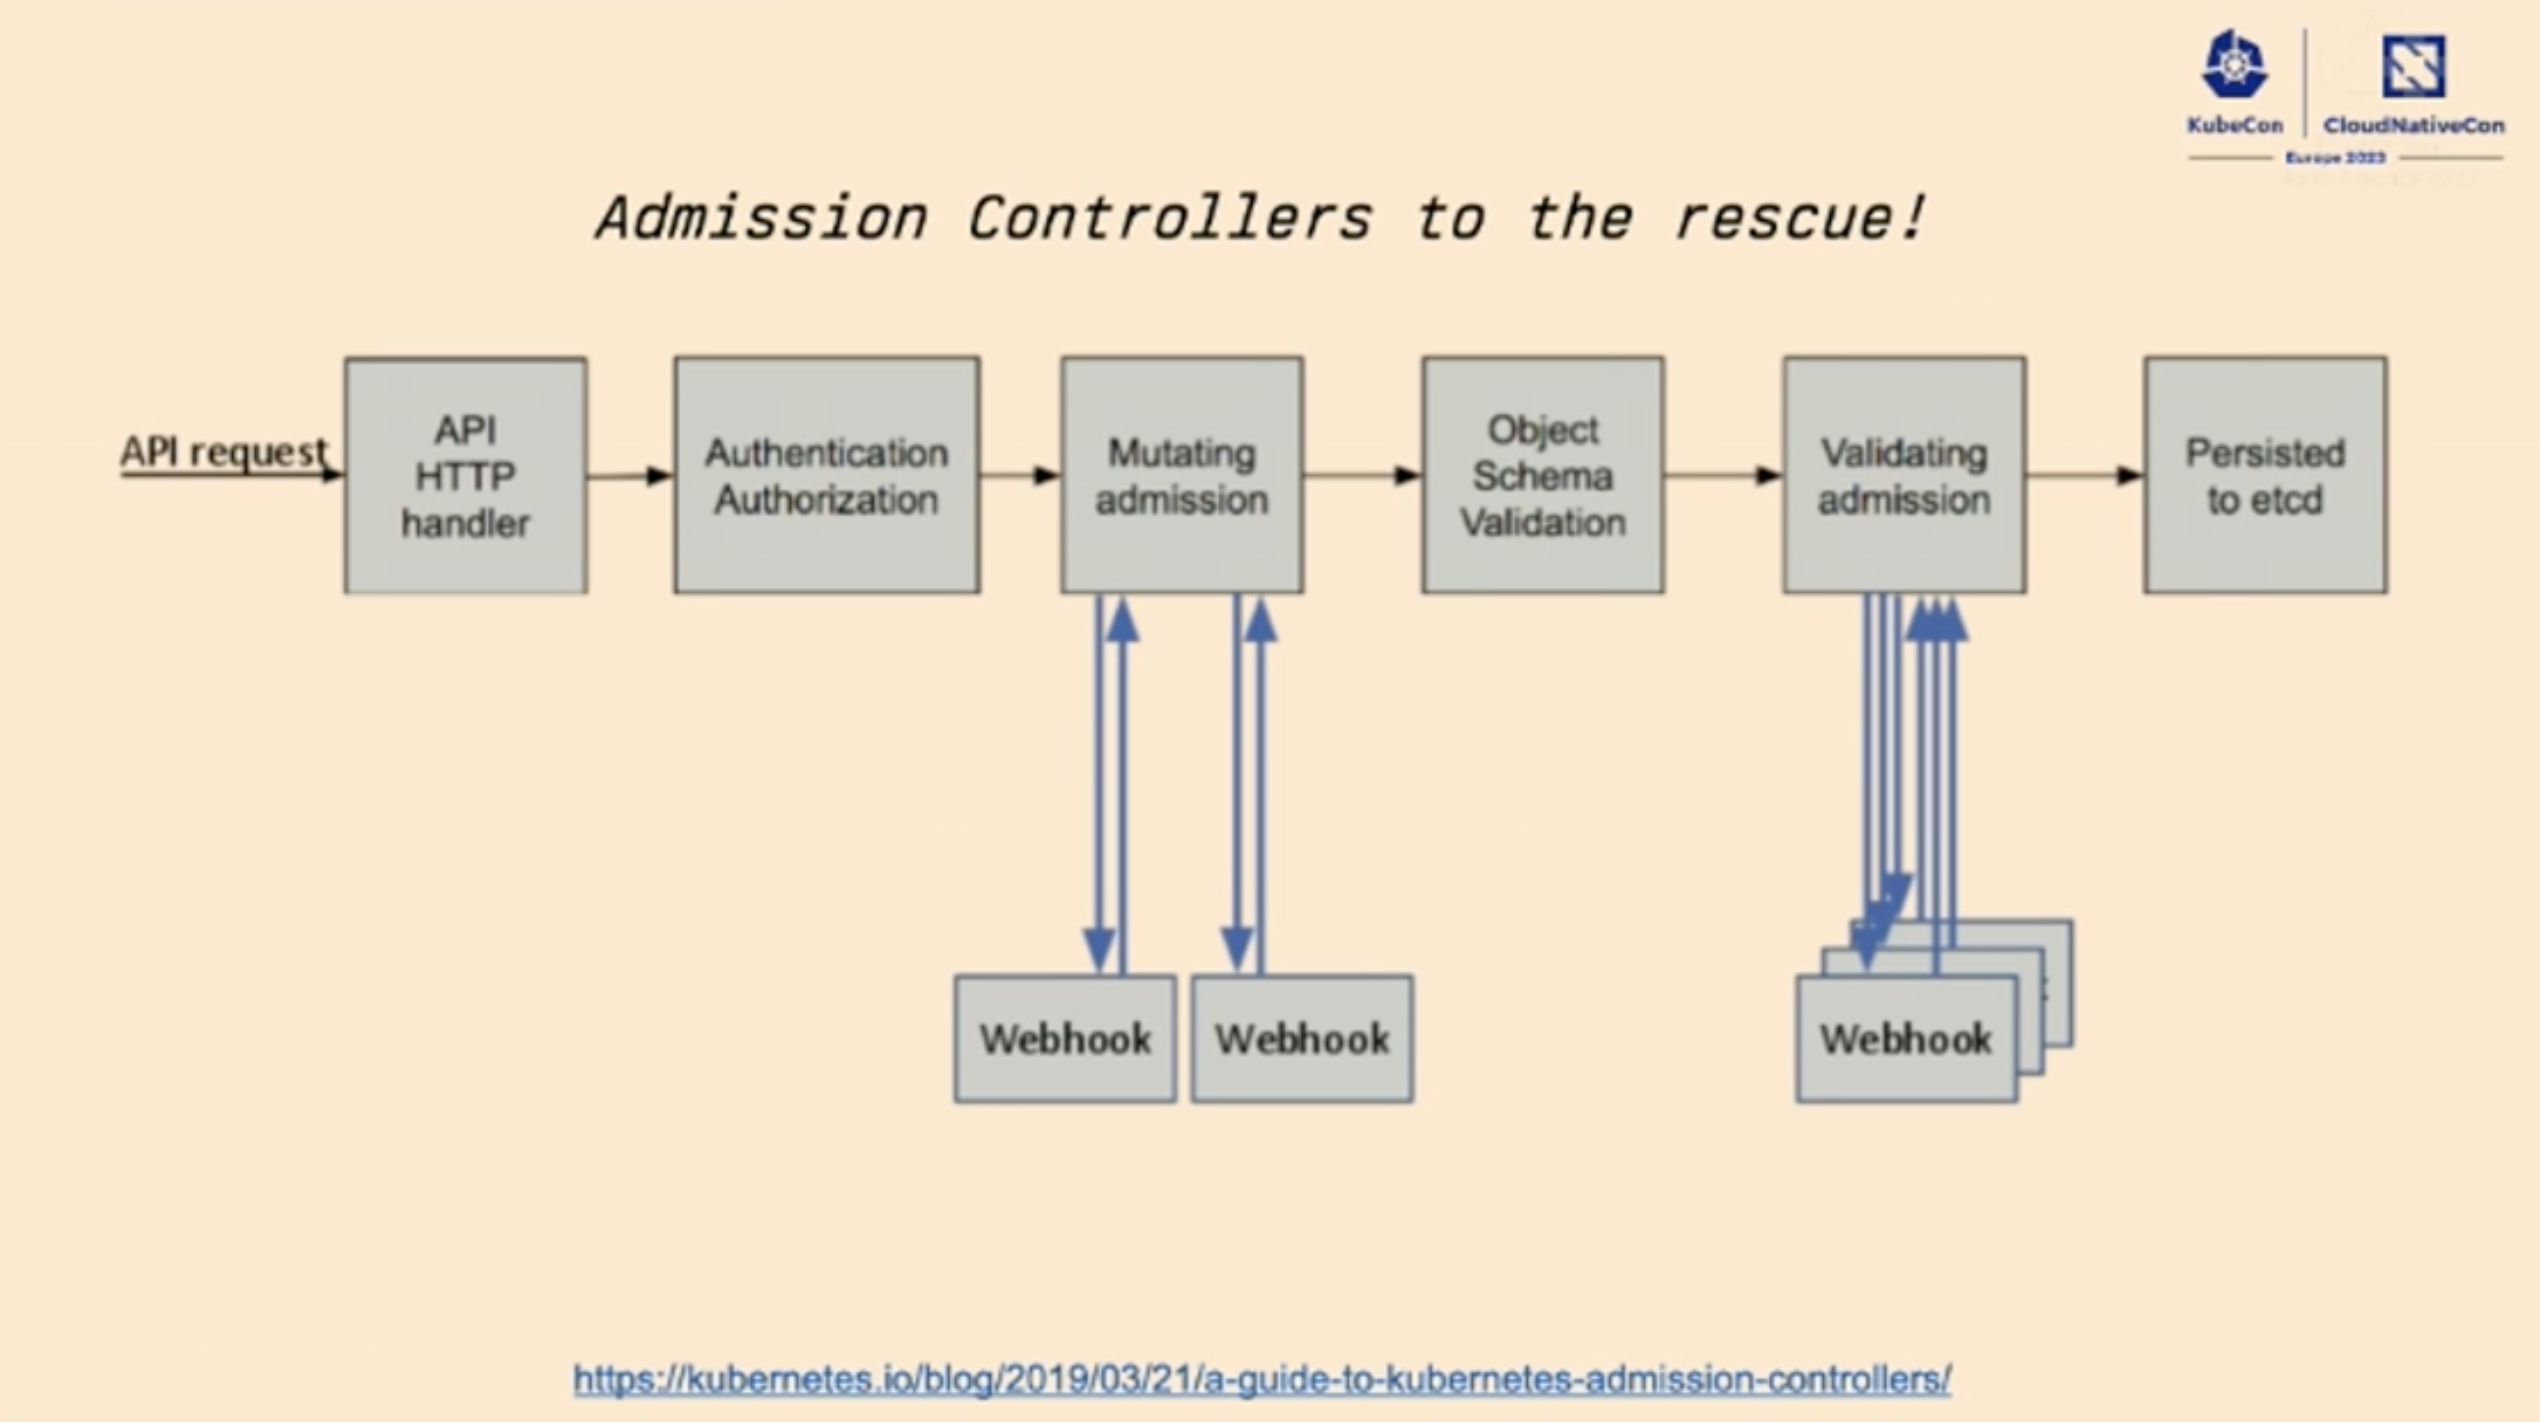 KubeCon
CloudNativeCon
Europe 2023
Admission Controllers to the rescue!
API request
API
HTTP
handler
Authentication
Authorization
Mutating
admission
Object
Schema
Validation
Validating
admission
Persisted
to etcd
Webhook
Webhook
Webhook
https://kubernetes.io/blog/2019/03/21/a-guide-to-kubernetes-admission-controllers/